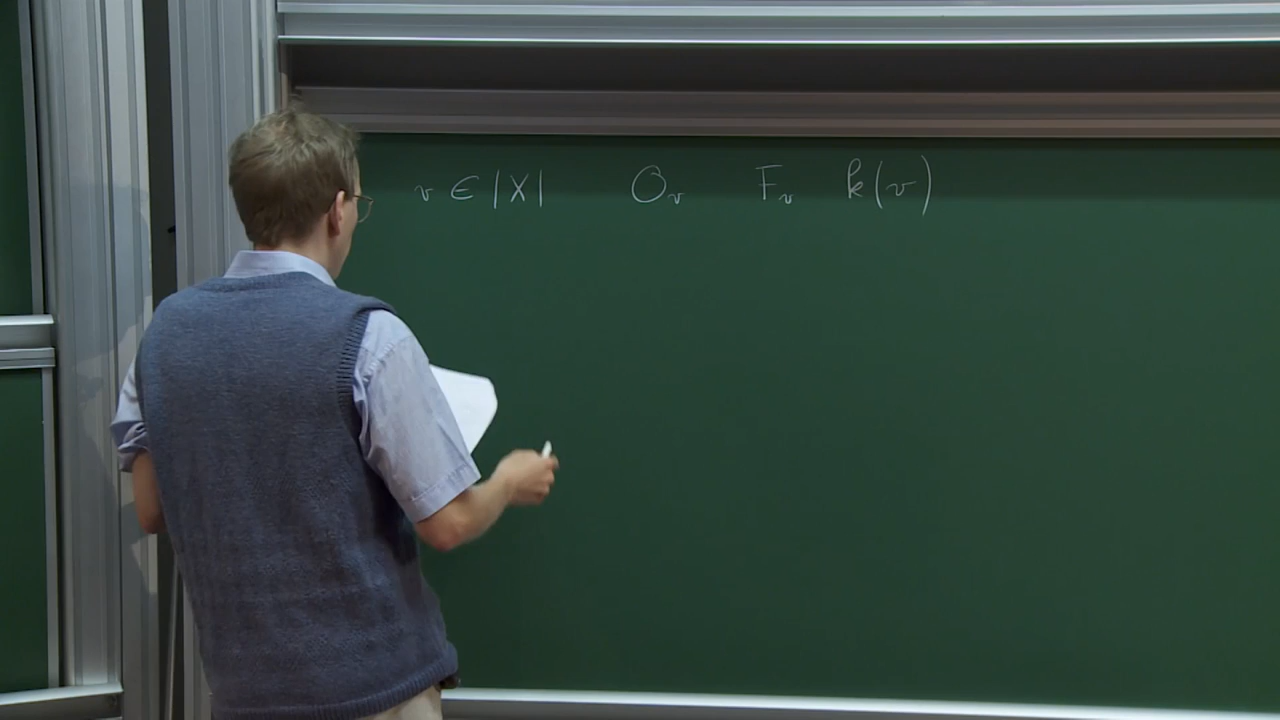 v ∈ |X| O_v F_v k(v)